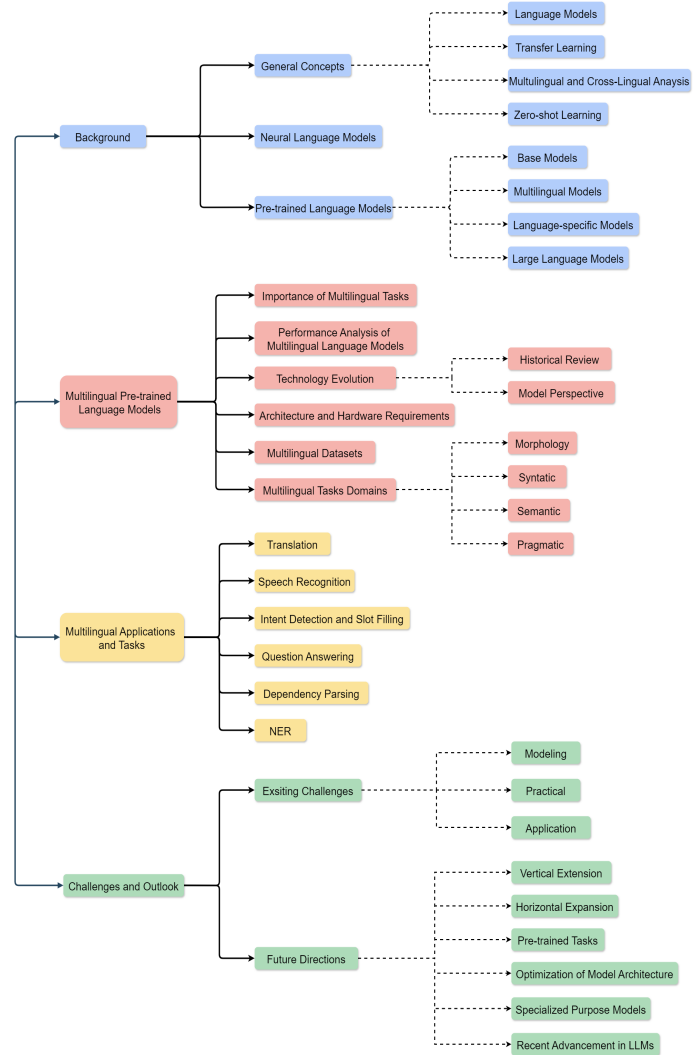 Background
General Concepts
Language Models
Transfer Learning
Multulingual and Cross-Lingual Anaysis
Zero-shot Learning
Neural Language Models
Pre-trained Language Models
Base Models
Multilingual Models
Language-specific Models
Large Language Models
Multilingual Pre-trained
Language Models
Importance of Multilingual Tasks
Performance Analysis of
Multilingual Language Models
Technology Evolution
Historical Review
Model Perspective
Architecture and Hardware Requirements
Multilingual Datasets
Multilingual Tasks Domains
Morphology
Syntatic
Semantic
Pragmatic
Multilingual Applications
and Tasks
Translation
Speech Recognition
Intent Detection and Slot Filling
Question Answering
Dependency Parsing
NER
Challenges and Outlook
Exsiting Challenges
Modeling
Practical
Application
Future Directions
Vertical Extension
Horizontal Expansion
Pre-trained Tasks
Optimization of Model Architecture
Specialized Purpose Models
Recent Advancement in LLMs